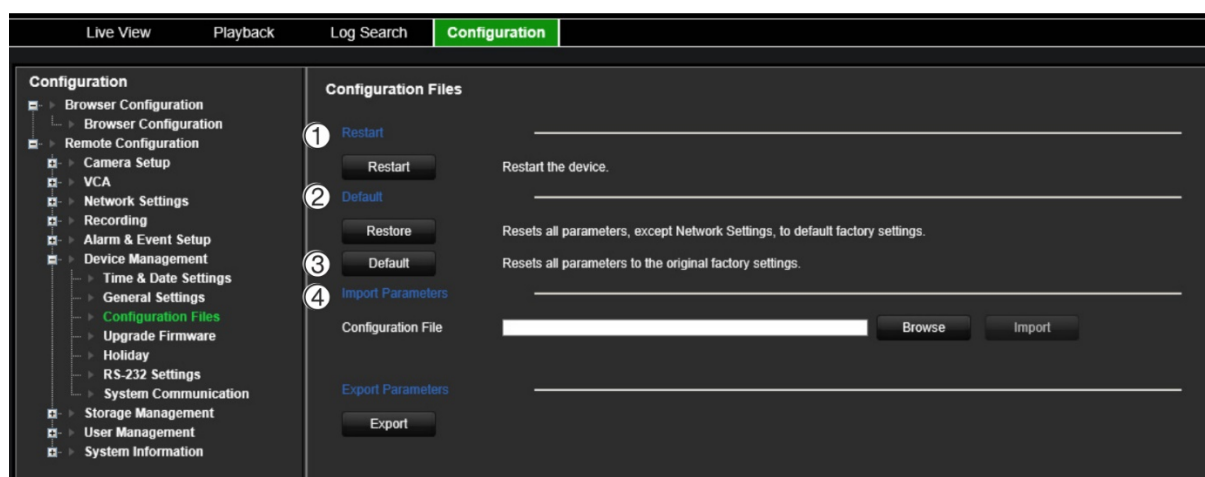 Live View Playback Log Search Configuration
Configuration
Browser Configuration
Browser Configuration
Remote Configuration
Camera Setup
VCA
Network Settings
Recording
Alarm & Event Setup
Device Management
Time & Date Settings
General Settings
Configuration Files
Upgrade Firmware
Holiday
RS-232 Settings
System Communication
Storage Management
User Management
System Information
Configuration Files
1 Restart
Restart Restart the device.
2 Default
Restore Resets all parameters, except Network Settings, to default factory settings.
3 Default Resets all parameters to the original factory settings.
4 Import Parameters
Configuration File Browse Import
Export Parameters
Export